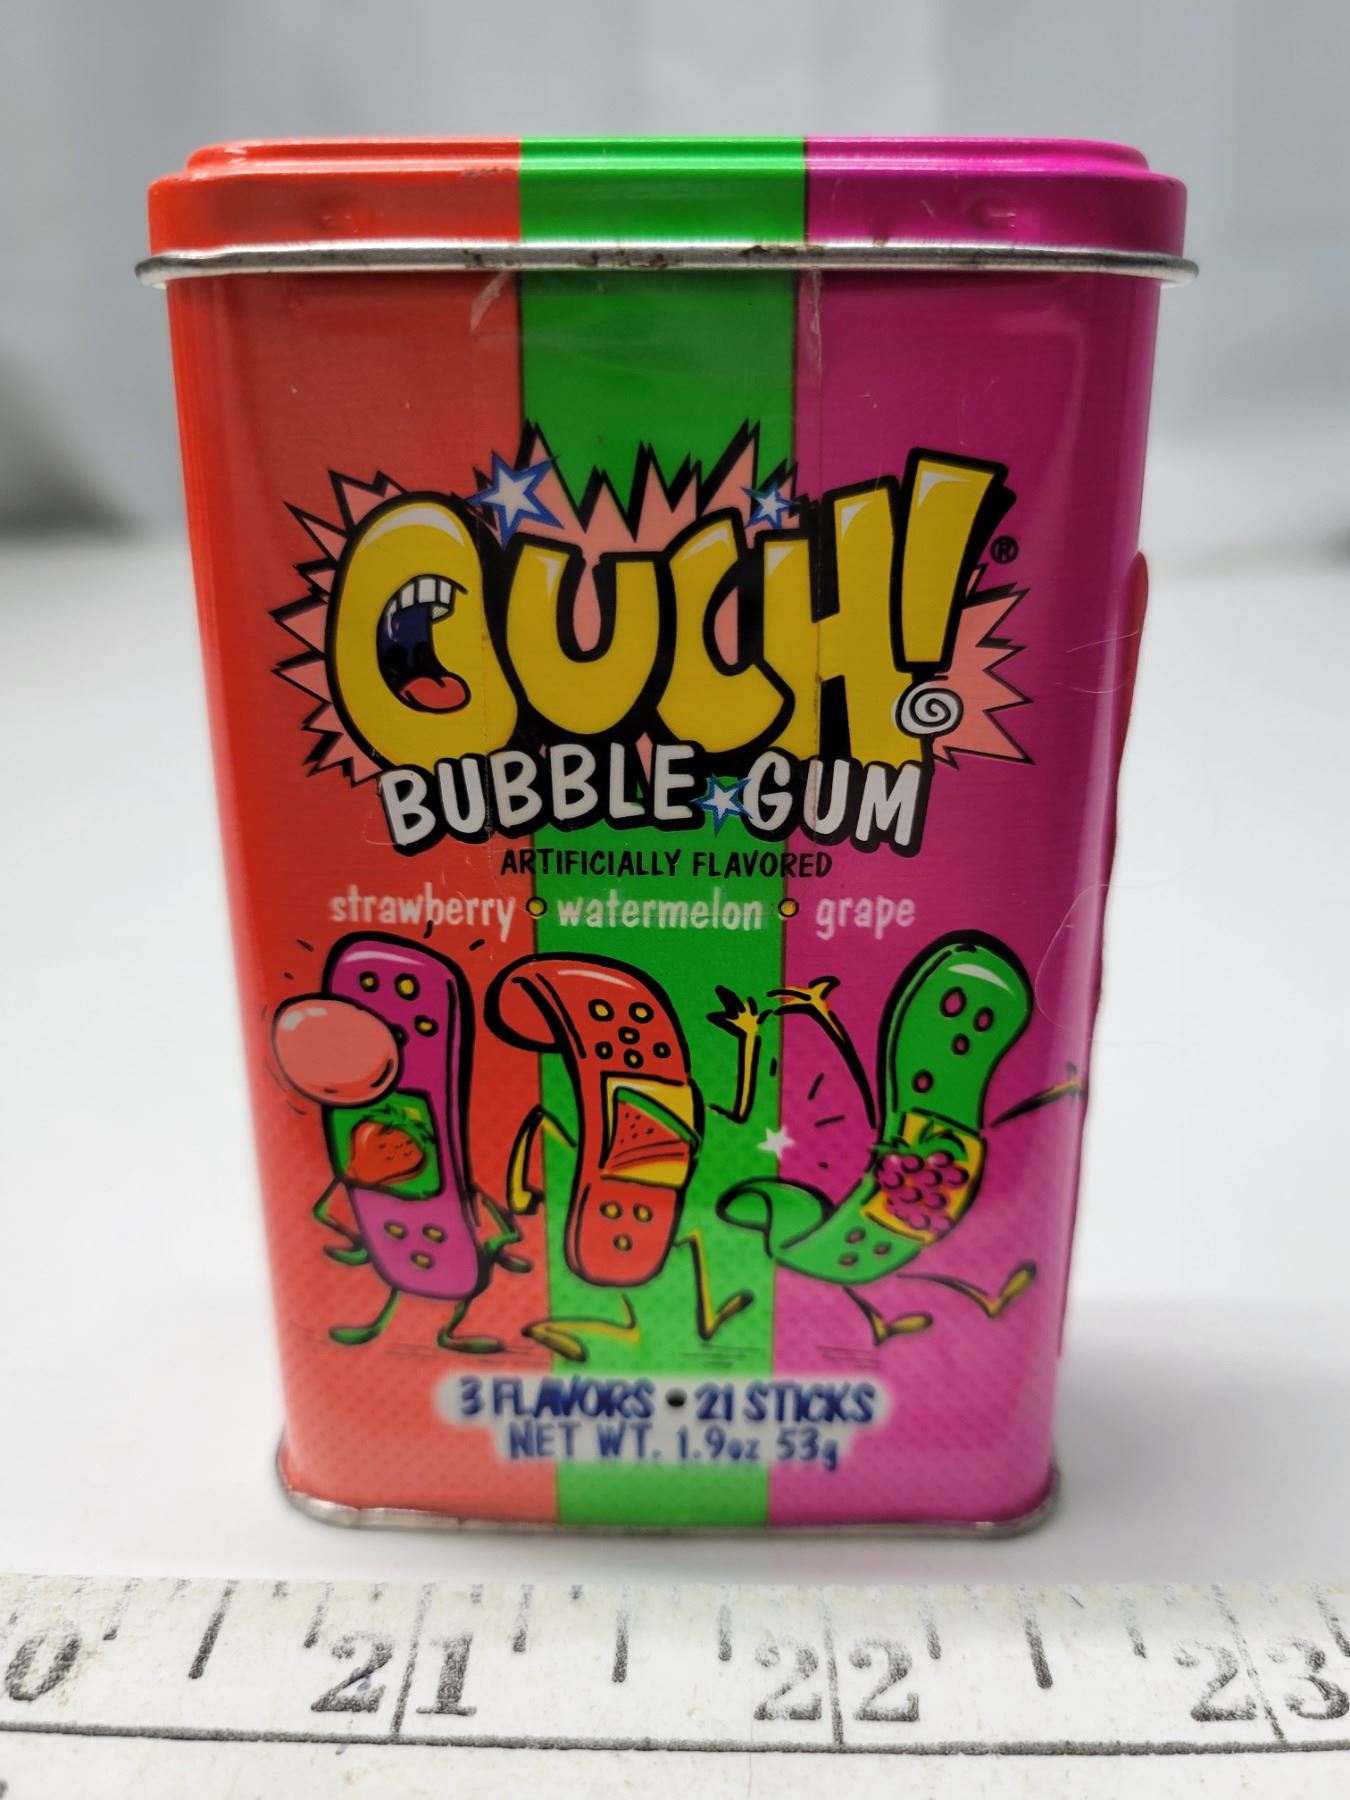 OUCH!®
BUBBLE GUM
ARTIFICIALLY FLAVORED
strawberry • watermelon • grape
3 FLAVORS • 21 STICKS
NET WT. 1.9oz 53g
0 21 22 23